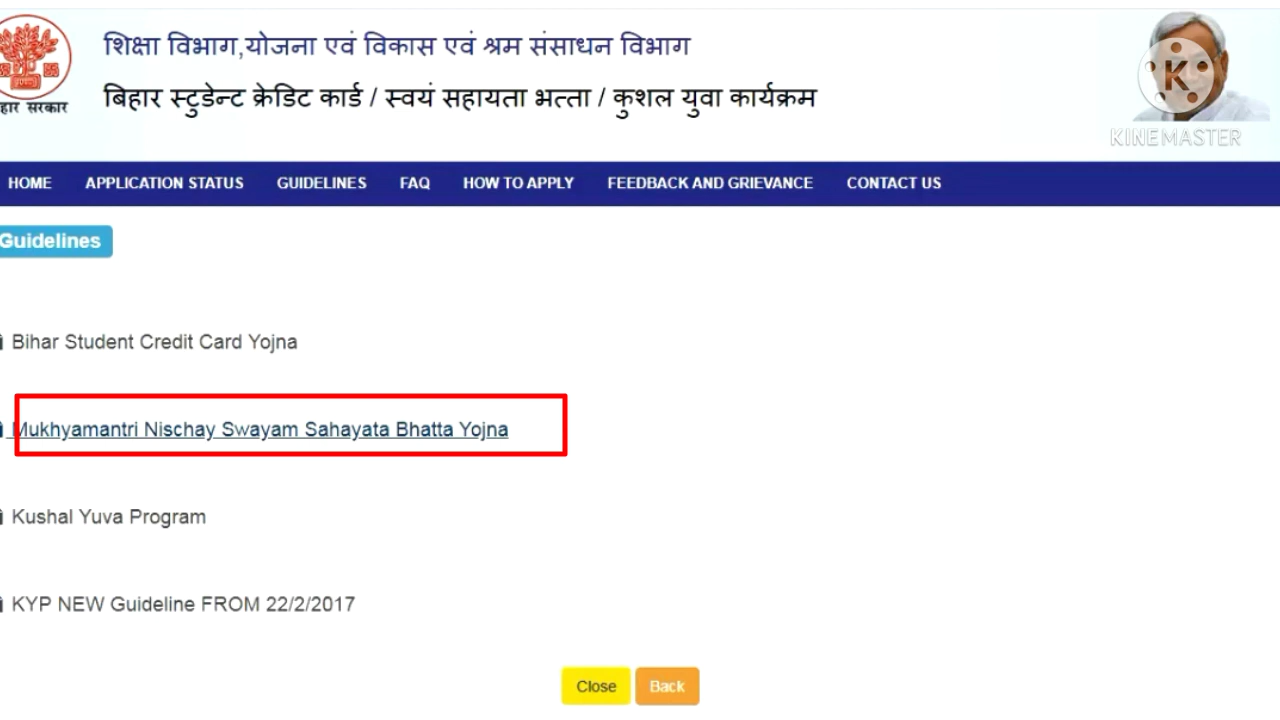 शिक्षा विभाग,योजना एवं विकास एवं श्रम संसाधन विभाग
बिहार स्टुडेन्ट क्रेडिट कार्ड / स्वयं सहायता भत्ता / कुशल युवा कार्यक्रम
हार सरकार
K
KINEMASTER
HOME APPLICATION STATUS GUIDELINES FAQ HOW TO APPLY FEEDBACK AND GRIEVANCE CONTACT US
Guidelines
Bihar Student Credit Card Yojna
Mukhyamantri Nischay Swayam Sahayata Bhatta Yojna
Kushal Yuva Program
KYP NEW Guideline FROM 22/2/2017
Close Back